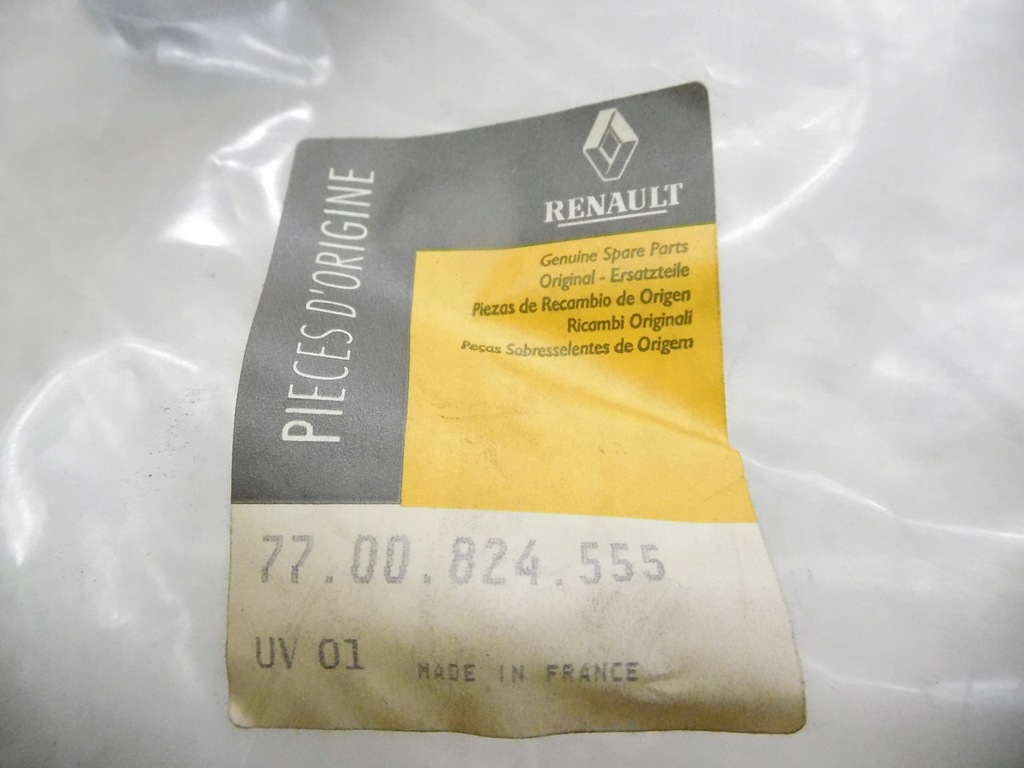 RENAULT
PIECES D'ORIGINE
Genuine Spare Parts
Original - Ersatzteile
Piezas de Recambio de Origen
Ricambi Originali
Peças Sobresselentes de Origem
77.00.824.555
UV 01 MADE IN FRANCE